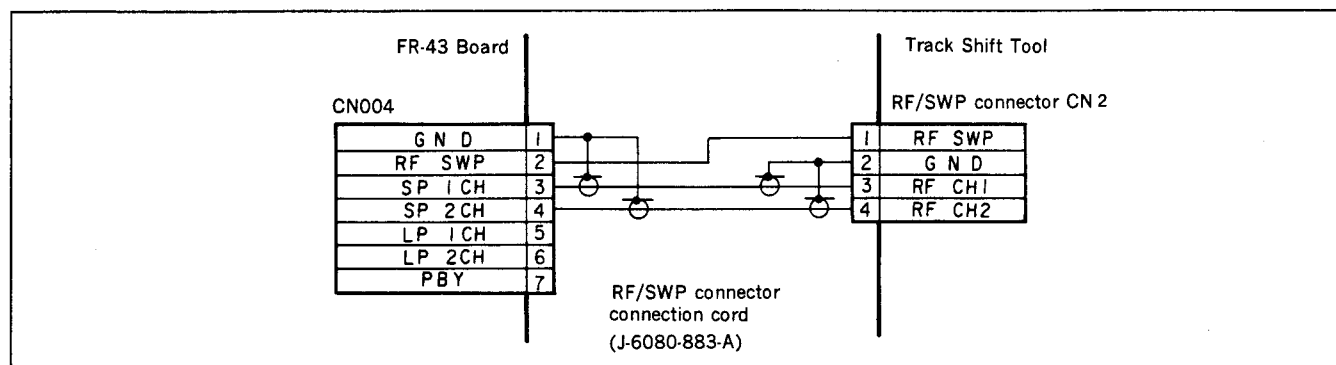 FR-43 Board
Track Shift Tool
CN004
RF/SWP connector CN 2
GND 1
RF SWP 2
SP 1CH 3
SP 2CH 4
LP 1CH 5
LP 2CH 6
PBY 7
1 RF SWP
2 GND
3 RF CH1
4 RF CH2
RF/SWP connector
connection cord
(J-6080-883-A)